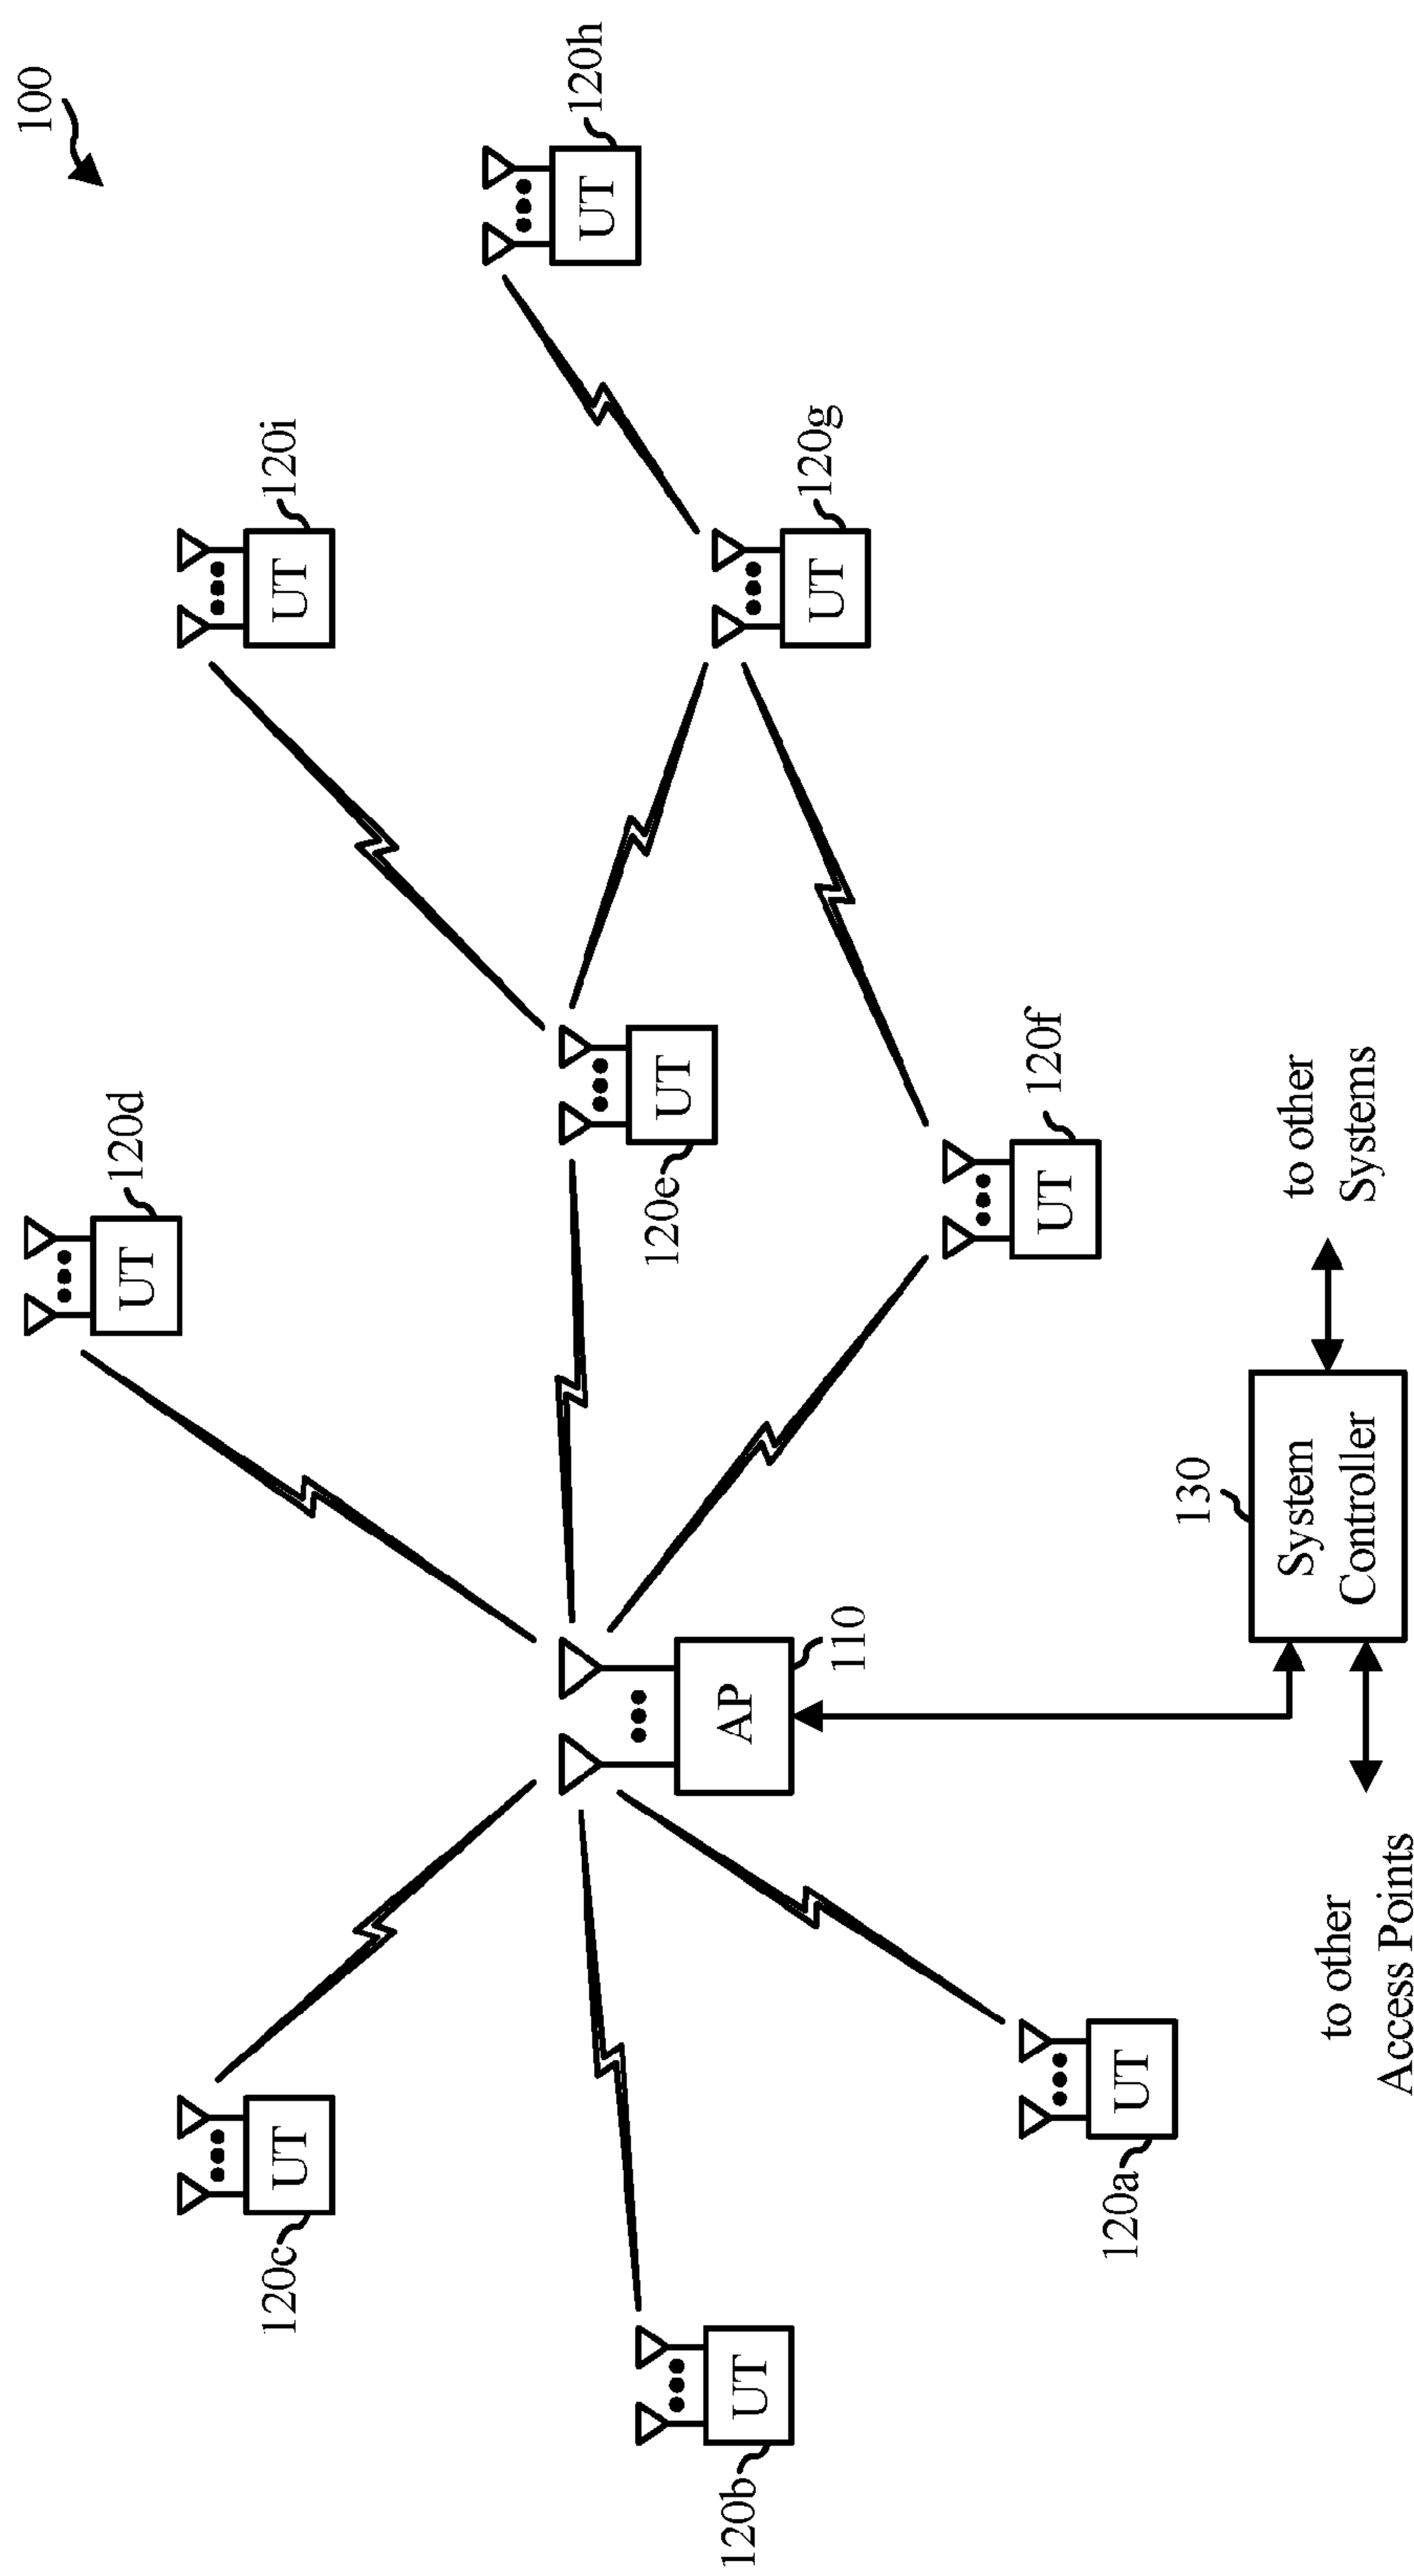 100
UT
120d
UT
120c
UT
120i
UT
120h
UT
120e
AP
110
UT
120b
UT
120g
UT
120f
UT
120a
130
System
Controller
to other
Systems
to other
Access Points